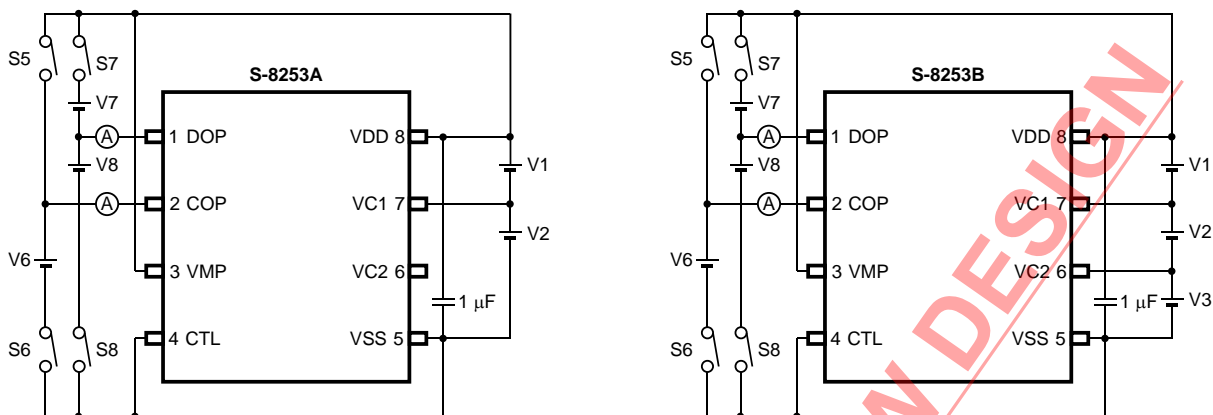 S-8253A
S5
S7
V7
A
1 DOP
VDD 8
V8
V1
A
2 COP
VC1 7
V2
V6
3 VMP
VC2 6
1 μF
S6
S8
4 CTL
VSS 5
S-8253B
S5
S7
V7
A
1 DOP
VDD 8
V8
V1
A
2 COP
VC1 7
V2
V6
3 VMP
VC2 6
1 μF
V3
S6
S8
4 CTL
VSS 5
W DESIGN